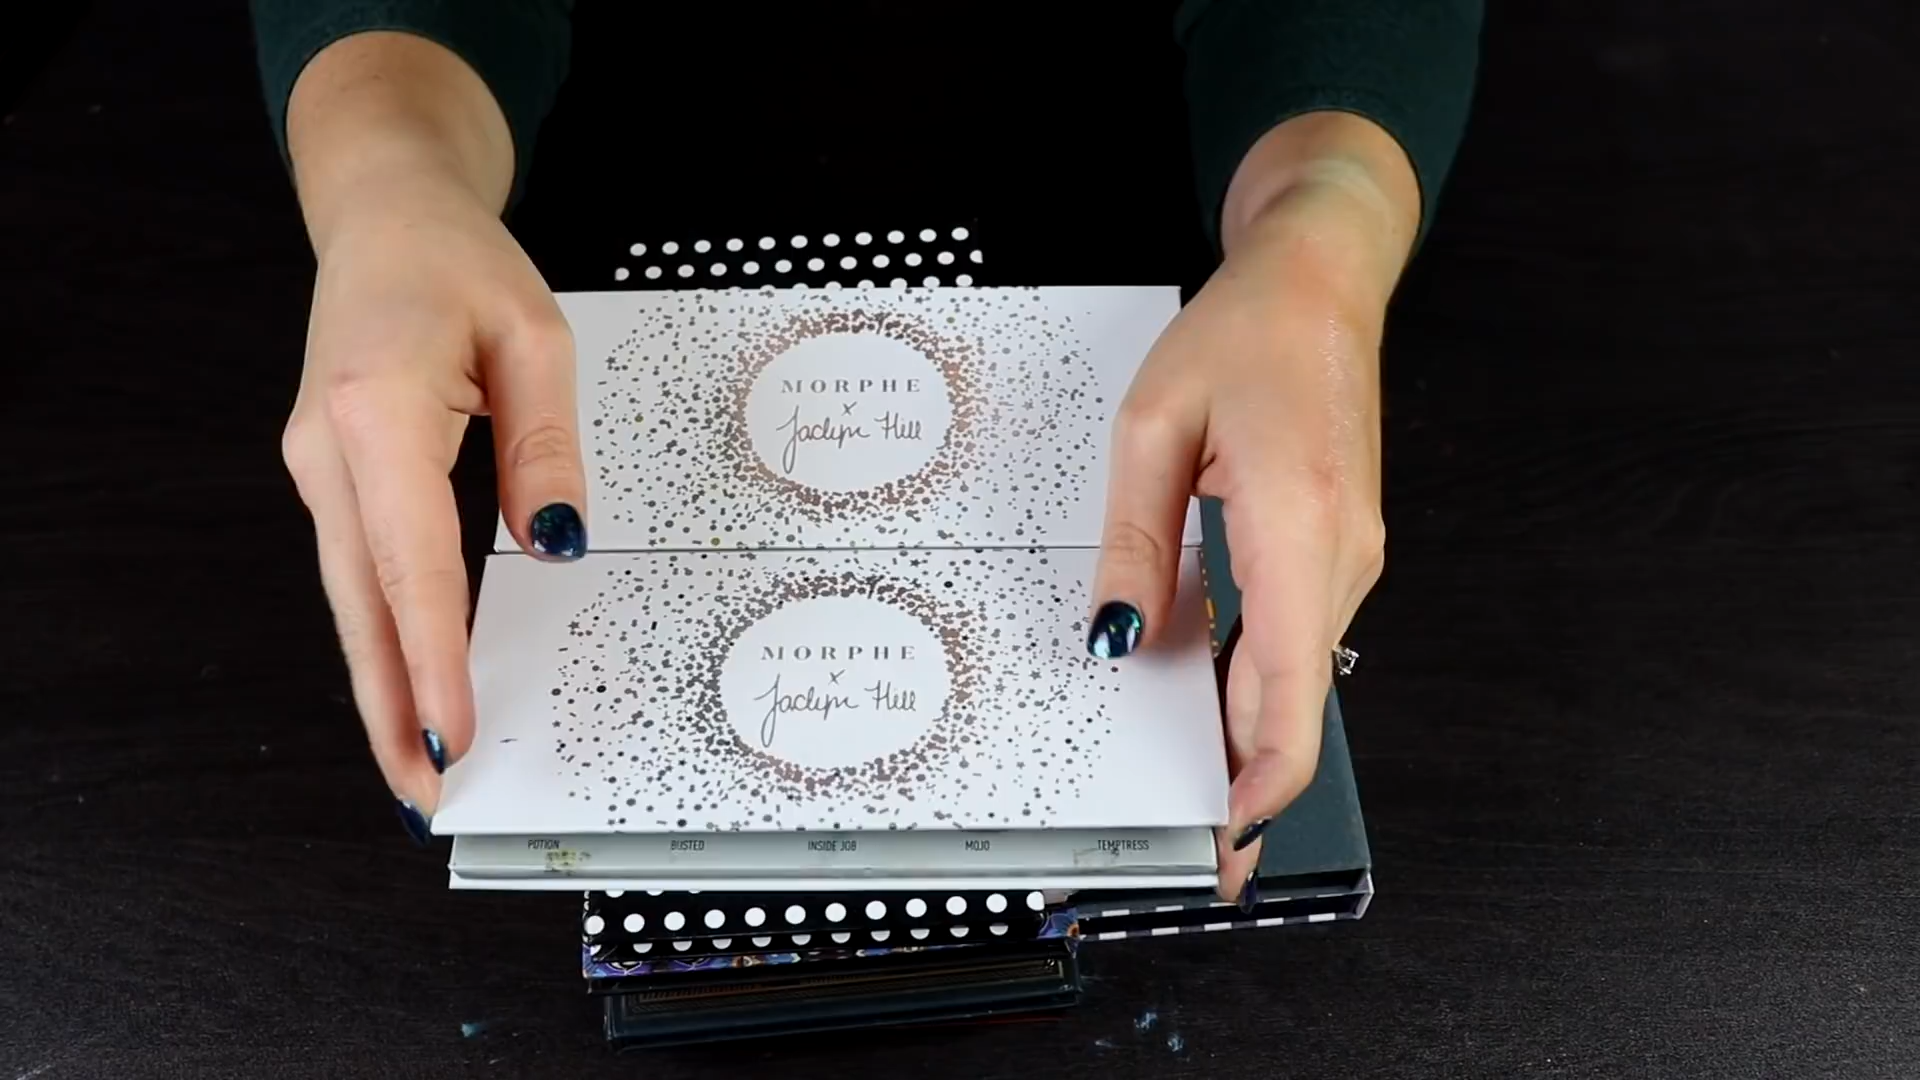 MORPHE
x
Jaclyn Hill
MORPHE
x
Jaclyn Hill
POTION BUSTED INSIDE JOB MOJO TEMPTRESS